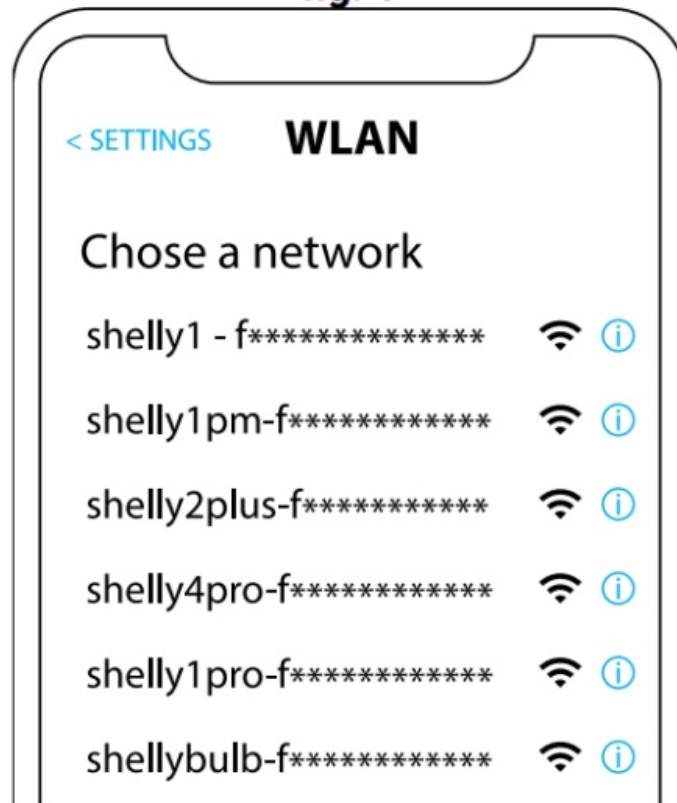 < SETTINGS WLAN
Chose a network
shelly1 - f**************
shelly1pm-f************
shelly2plus-f***********
shelly4pro-f************
shelly1pro-f************
shellybulb-f************